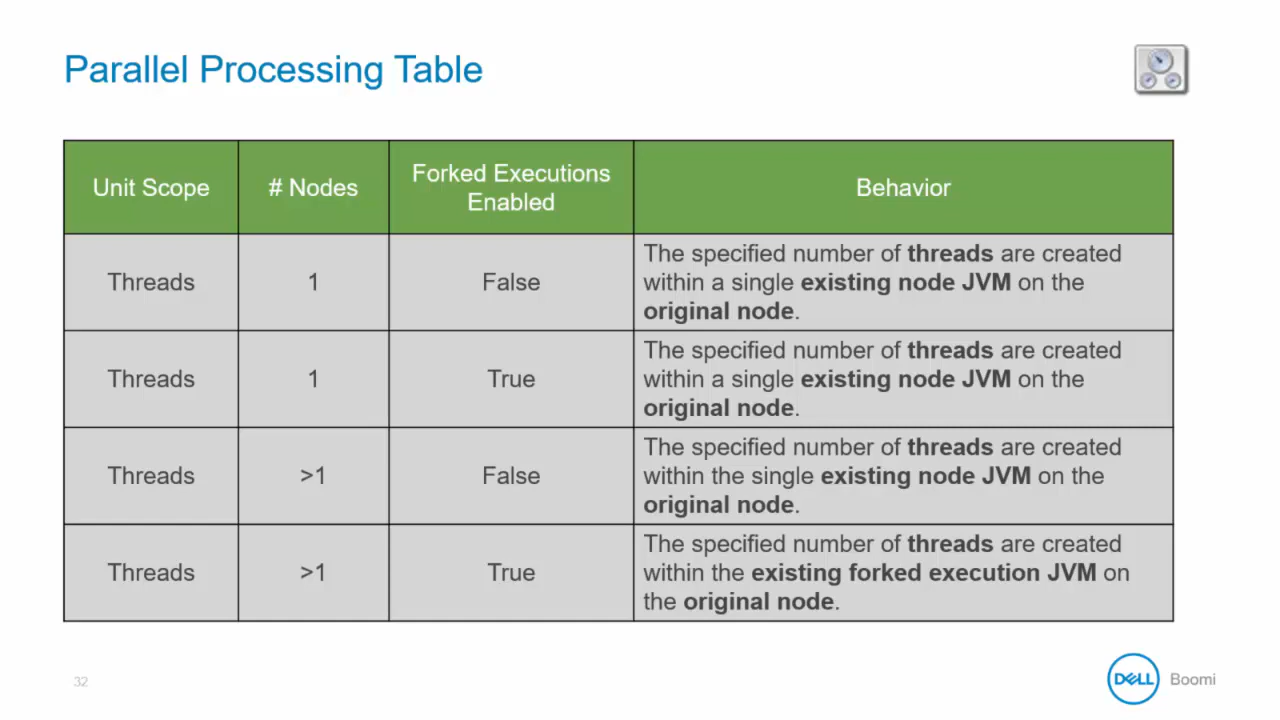 Parallel Processing Table
Unit Scope
# Nodes
Forked Executions
Enabled
Behavior
Threads
1
False
The specified number of threads are created
within a single existing node JVM on the
original node.
Threads
1
True
The specified number of threads are created
within a single existing node JVM on the
original node.
Threads
>1
False
The specified number of threads are created
within the single existing node JVM on the
original node.
Threads
>1
True
The specified number of threads are created
within the existing forked execution JVM on
the original node.
32
DELL
Boomi